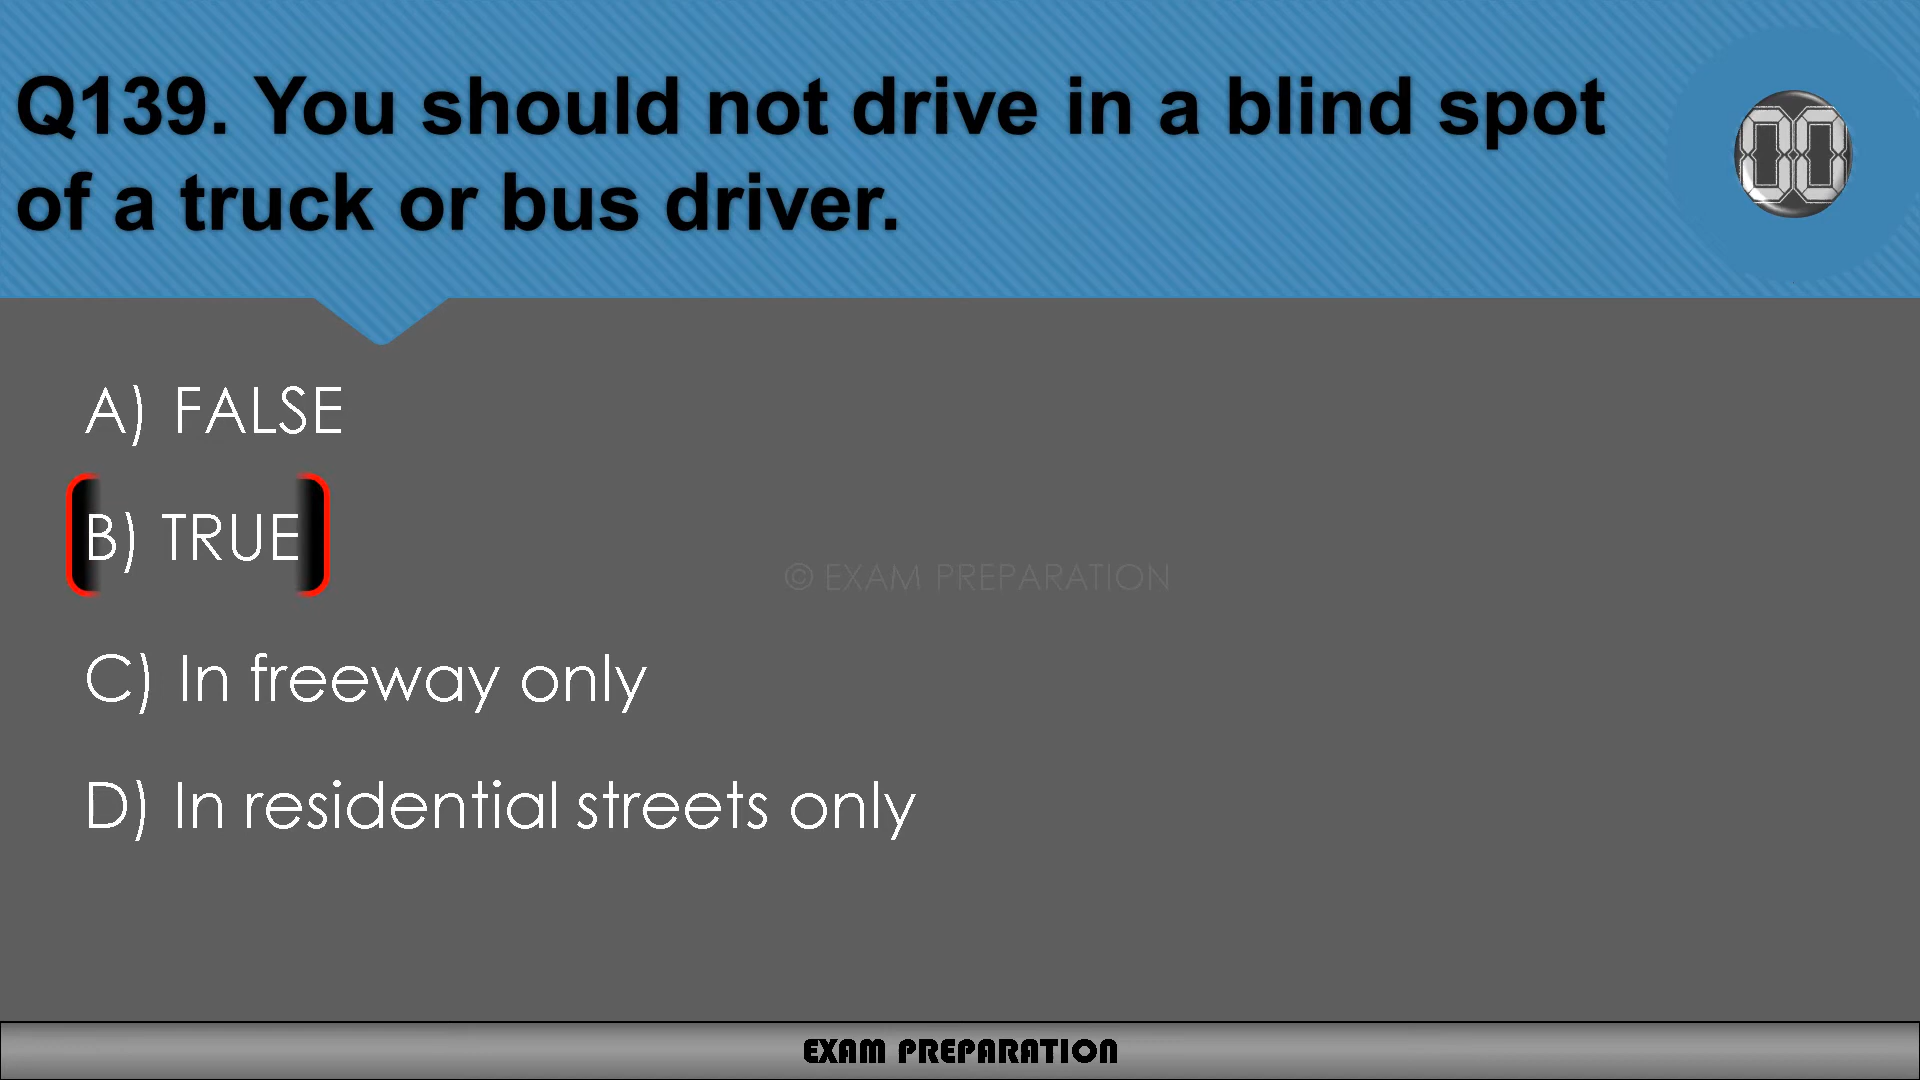 Q139. You should not drive in a blind spot
of a truck or bus driver.
00
A) FALSE
B) TRUE
© EXAM PREPARATION
C) In freeway only
D) In residential streets only
EXAM PREPARATION